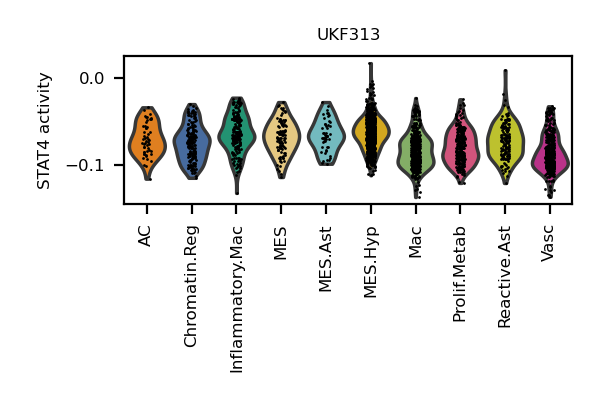 UKF313
STAT4 activity
0.0
−0.1
AC
Chromatin.Reg
Inflammatory.Mac
MES
MES.Ast
MES.Hyp
Mac
Prolif.Metab
Reactive.Ast
Vasc